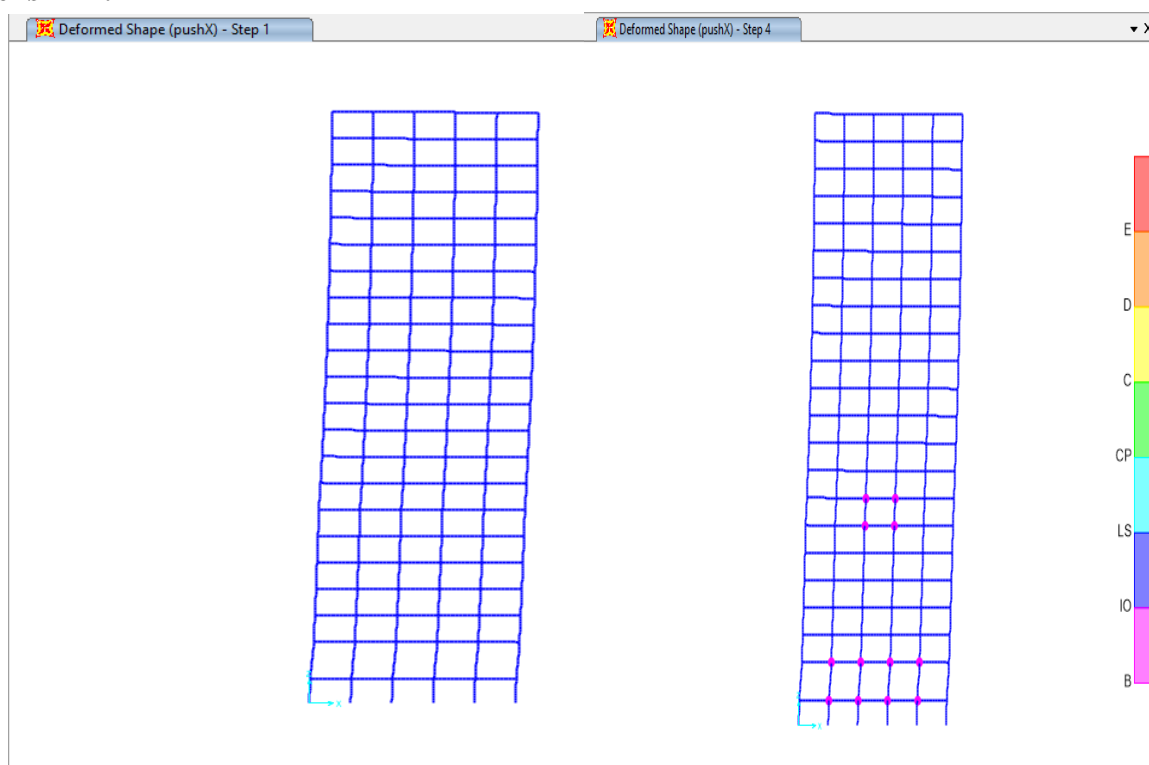 Deformed Shape (pushX) - Step 1
Deformed Shape (pushX) - Step 4
X
E
D
C
CP
LS
IO
B
X
X